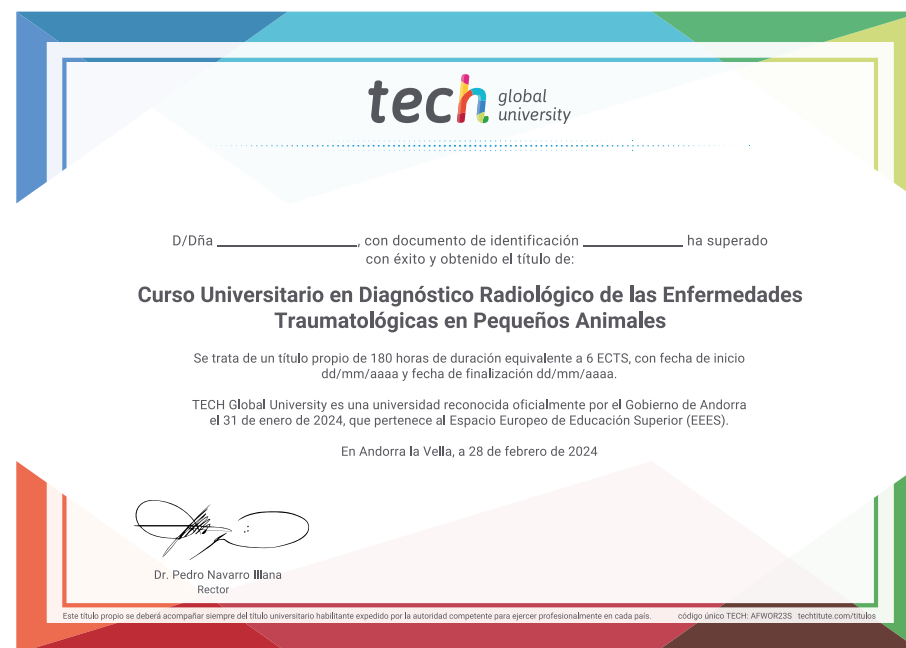 tech global university
D/Dña ______________________, con documento de identificación ________________ ha superado
con éxito y obtenido el título de:
Curso Universitario en Diagnóstico Radiológico de las Enfermedades
Traumatológicas en Pequeños Animales
Se trata de un título propio de 180 horas de duración equivalente a 6 ECTS, con fecha de inicio
dd/mm/aaaa y fecha de finalización dd/mm/aaaa.
TECH Global University es una universidad reconocida oficialmente por el Gobierno de Andorra
el 31 de enero de 2024, que pertenece al Espacio Europeo de Educación Superior (EEES).
En Andorra la Vella, a 28 de febrero de 2024
Dr. Pedro Navarro Illana
Rector
Este título propio se deberá acompañar siempre del título universitario habilitante expedido por la autoridad competente para ejercer profesionalmente en cada país. código único TECH: AFWOR23S techtitute.com/titulos